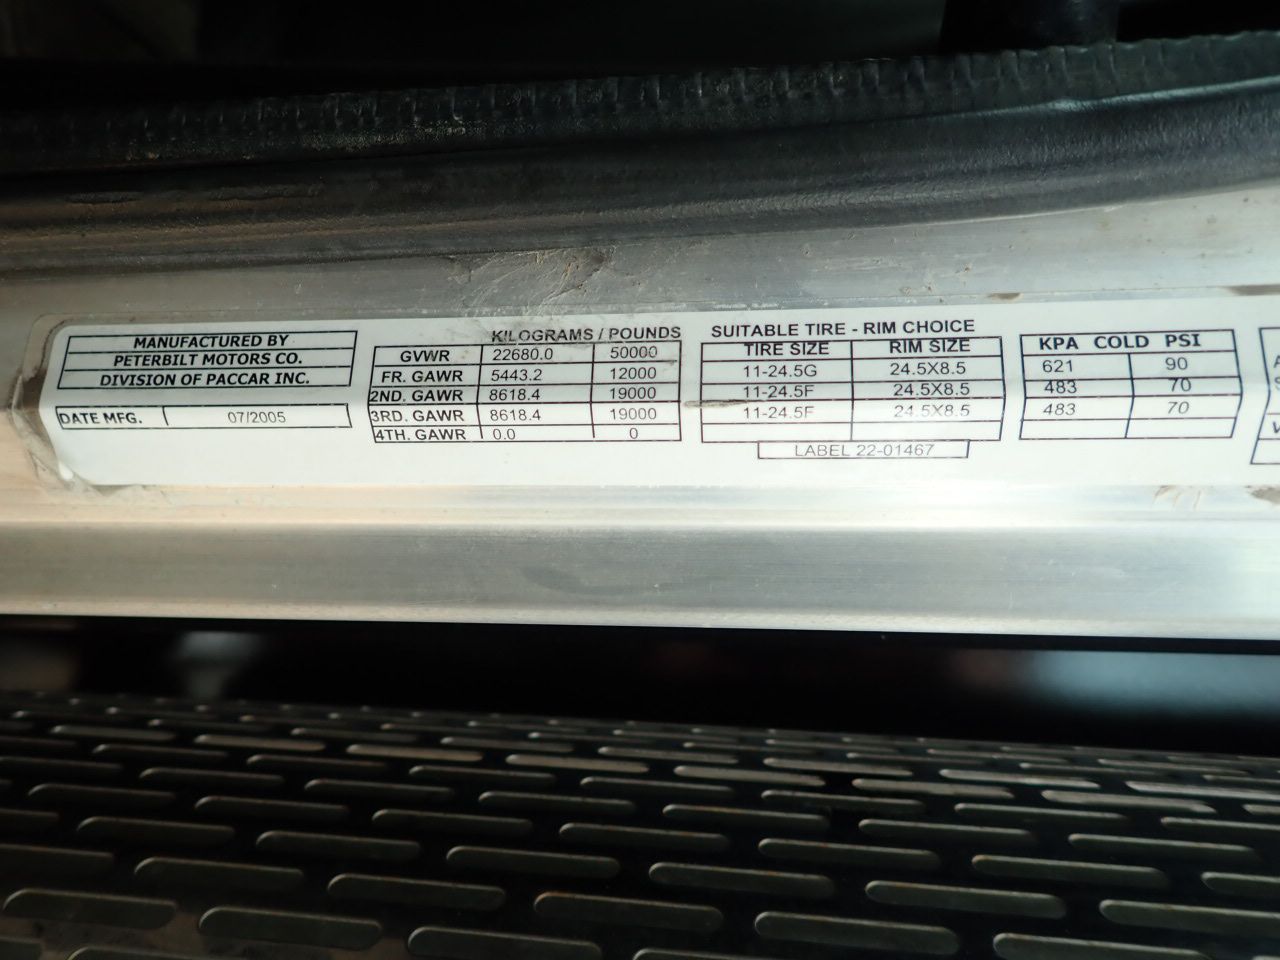 MANUFACTURED BY
PETERBILT MOTORS CO.
DIVISION OF PACCAR INC.
DATE MFG. 07/2005
KILOGRAMS / POUNDS
GVWR 22680.0 50000
FR. GAWR 5443.2 12000
2ND. GAWR 8618.4 19000
3RD. GAWR 8618.4 19000
4TH. GAWR 0.0 0
SUITABLE TIRE - RIM CHOICE
TIRE SIZE RIM SIZE
11-24.5G 24.5X8.5
11-24.5F 24.5X8.5
11-24.5F 24.5X8.5
LABEL 22-01467
KPA COLD PSI
621 90
483 70
483 70